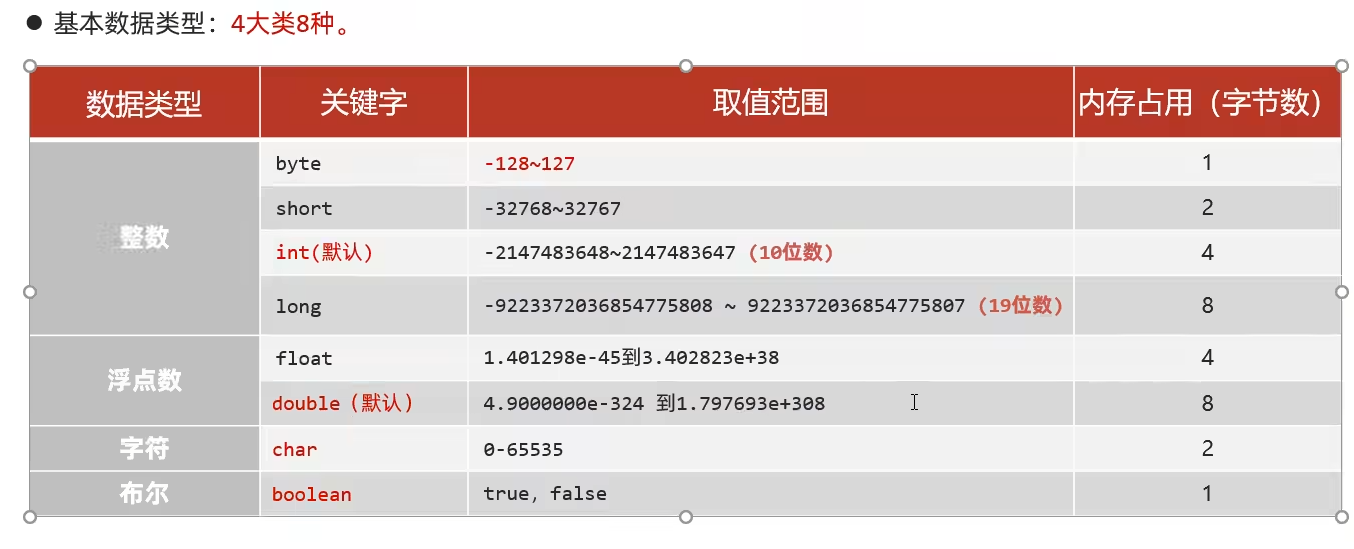 ● 基本数据类型：4大类8种。
数据类型 关键字 取值范围 内存占用（字节数）
整数 byte -128~127 1
short -32768~32767 2
int(默认) -2147483648~2147483647 (10位数) 4
long -9223372036854775808 ~ 9223372036854775807 (19位数) 8
浮点数 float 1.401298e-45到3.402823e+38 4
double（默认） 4.9000000e-324 到1.797693e+308 8
字符 char 0-65535 2
布尔 boolean true，false 1